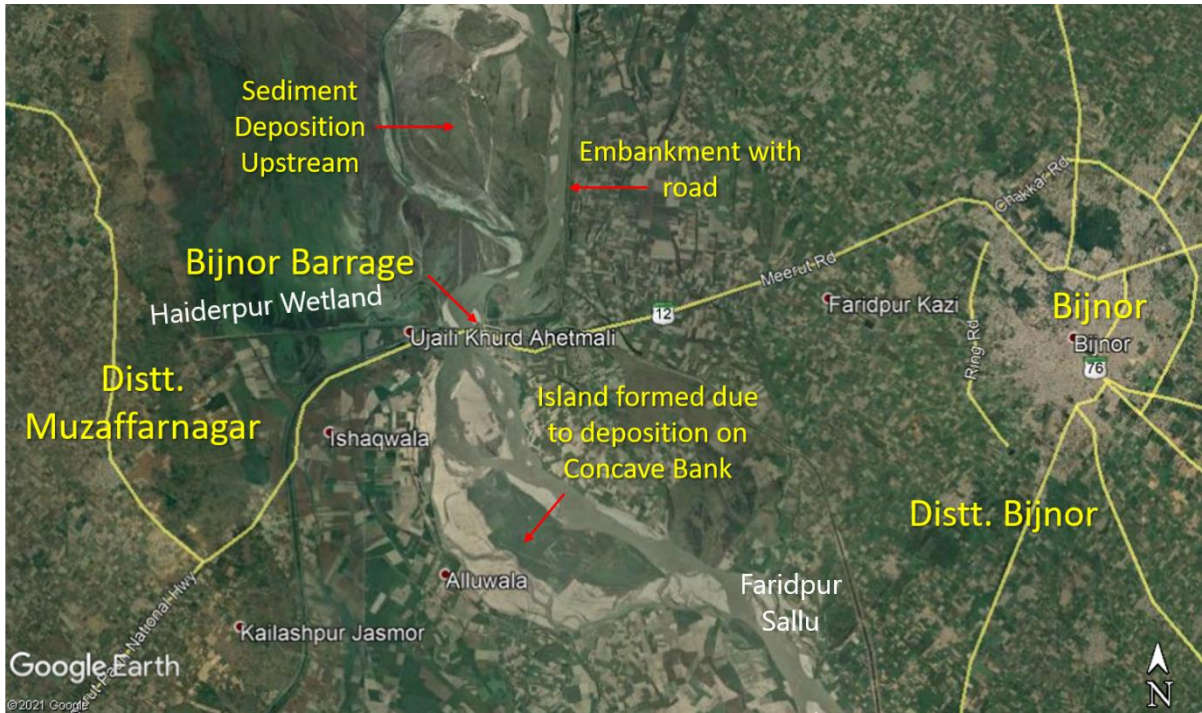 Sediment
Deposition
Upstream
Embankment with
road
Chakkar Rd
Meerut Rd
Bijnor Barrage
Haiderpur Wetland
Faridpur Kazi
12
Ujaili Khurd Ahetmali
Ring Rd
Bijnor
Bijnor
76
Distt.
Muzaffarnagar
Island formed due
to deposition on
Concave Bank
Ishaqwala
Distt. Bijnor
Alluwala
Faridpur
Sallu
Kailashpur Jasmor
National Hwy
Google Earth
©2021 Google
N